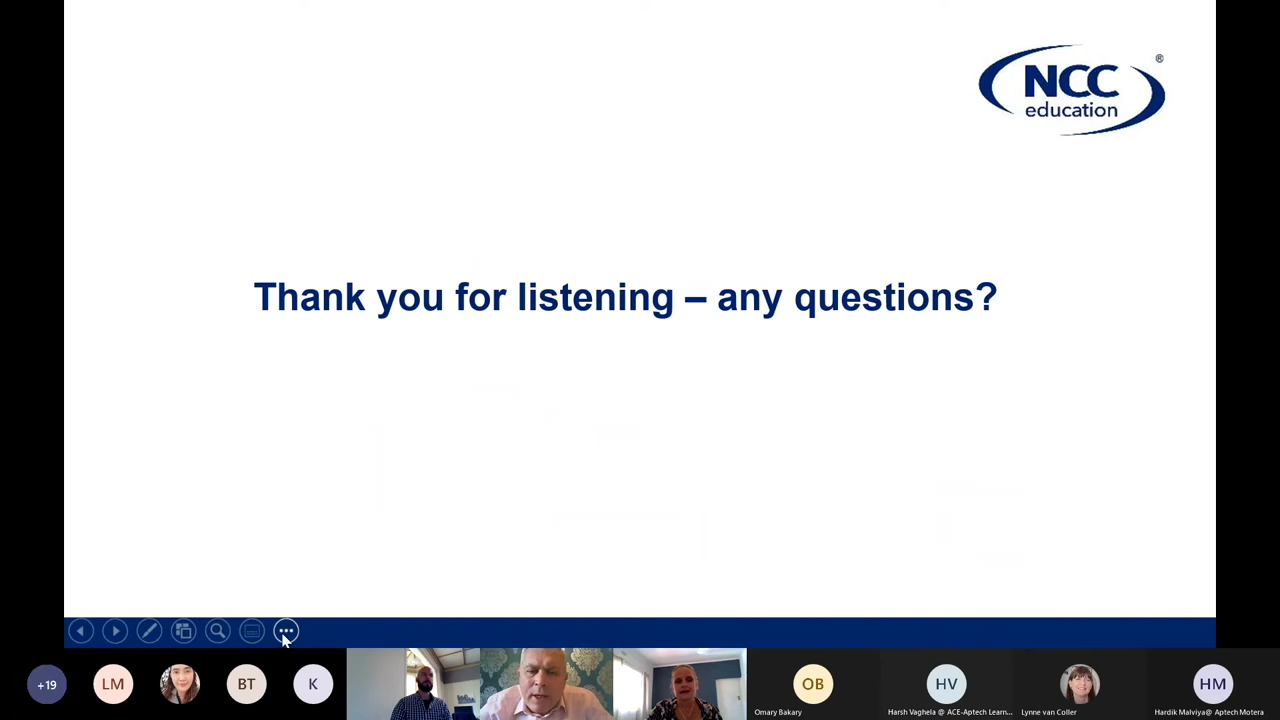 NCC ®
education
Thank you for listening – any questions?
+19
LM
BT
K
OB
HV
HM
Omary Bakary
Harsh Vaghela @ ACE-Aptech Learn...
Lynne van Coller
Hardik Malviya@ Aptech Motera